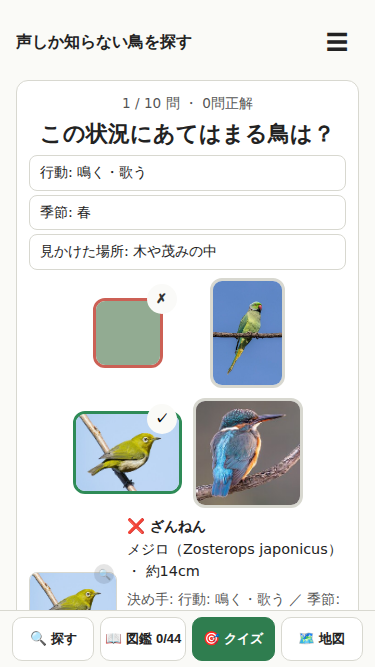 声しか知らない鳥を探す
1 / 10 問 ・ 0問正解
この状況にあてはまる鳥は？
行動: 鳴く・歌う
季節: 春
見かけた場所: 木や茂みの中
✗
✓
❌ ざんねん
メジロ（Zosterops japonicus）
・ 約14cm
決め手: 行動: 鳴く・歌う ／ 季節:
🔍 探す
📖 図鑑 0/44
🎯 クイズ
🗺️ 地図